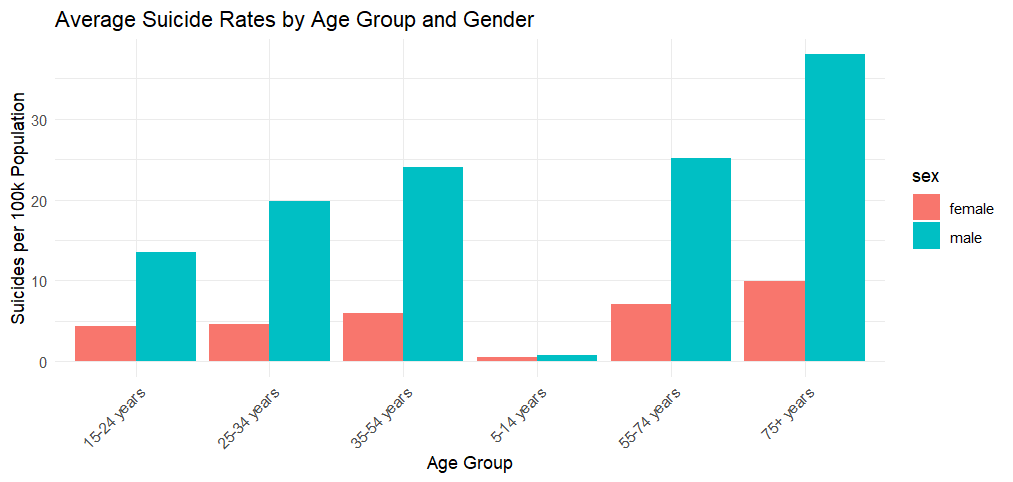 Average Suicide Rates by Age Group and Gender
Suicides per 100k Population
30
20
10
0
15-24 years
25-34 years
35-54 years
5-14 years
55-74 years
75+ years
Age Group
sex
female
male